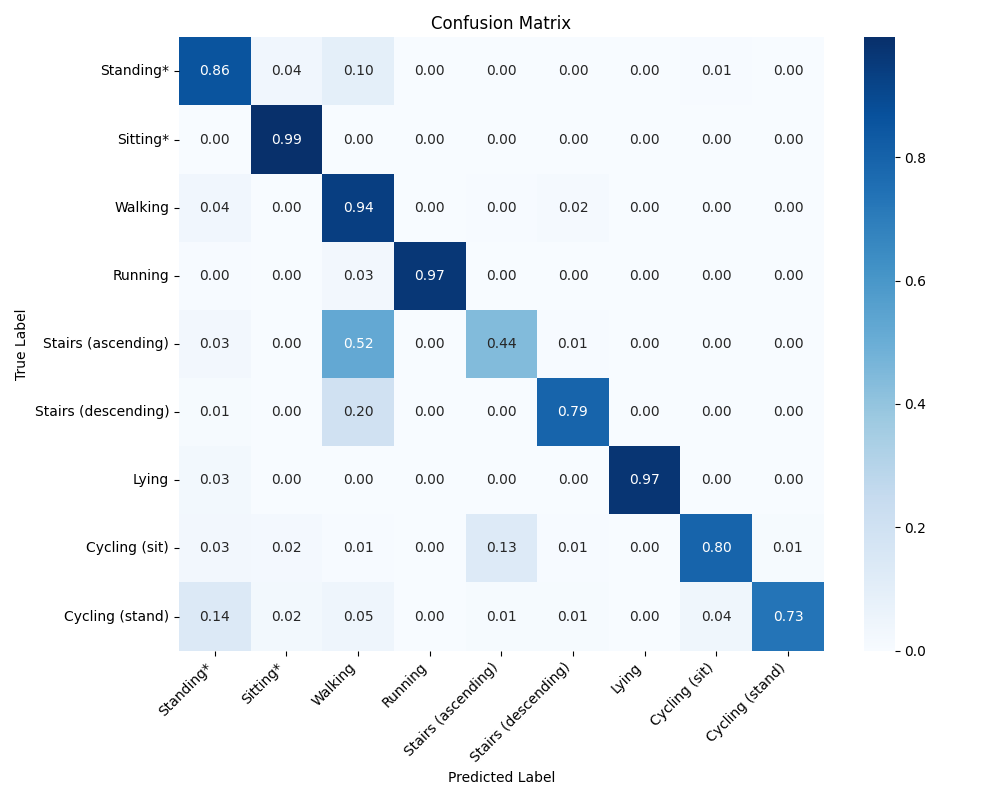 Confusion Matrix
Standing* 0.86 0.04 0.10 0.00 0.00 0.00 0.00 0.01 0.00
Sitting* 0.00 0.99 0.00 0.00 0.00 0.00 0.00 0.00 0.00
Walking 0.04 0.00 0.94 0.00 0.00 0.02 0.00 0.00 0.00
Running 0.00 0.00 0.03 0.97 0.00 0.00 0.00 0.00 0.00
Stairs (ascending) 0.03 0.00 0.52 0.00 0.44 0.01 0.00 0.00 0.00
Stairs (descending) 0.01 0.00 0.20 0.00 0.00 0.79 0.00 0.00 0.00
Lying 0.03 0.00 0.00 0.00 0.00 0.00 0.97 0.00 0.00
Cycling (sit) 0.03 0.02 0.01 0.00 0.13 0.01 0.00 0.80 0.01
Cycling (stand) 0.14 0.02 0.05 0.00 0.01 0.01 0.00 0.04 0.73
True Label
Standing* Sitting* Walking Running Stairs (ascending) Stairs (descending) Lying Cycling (sit) Cycling (stand)
Predicted Label
0.8
0.6
0.4
0.2
0.0